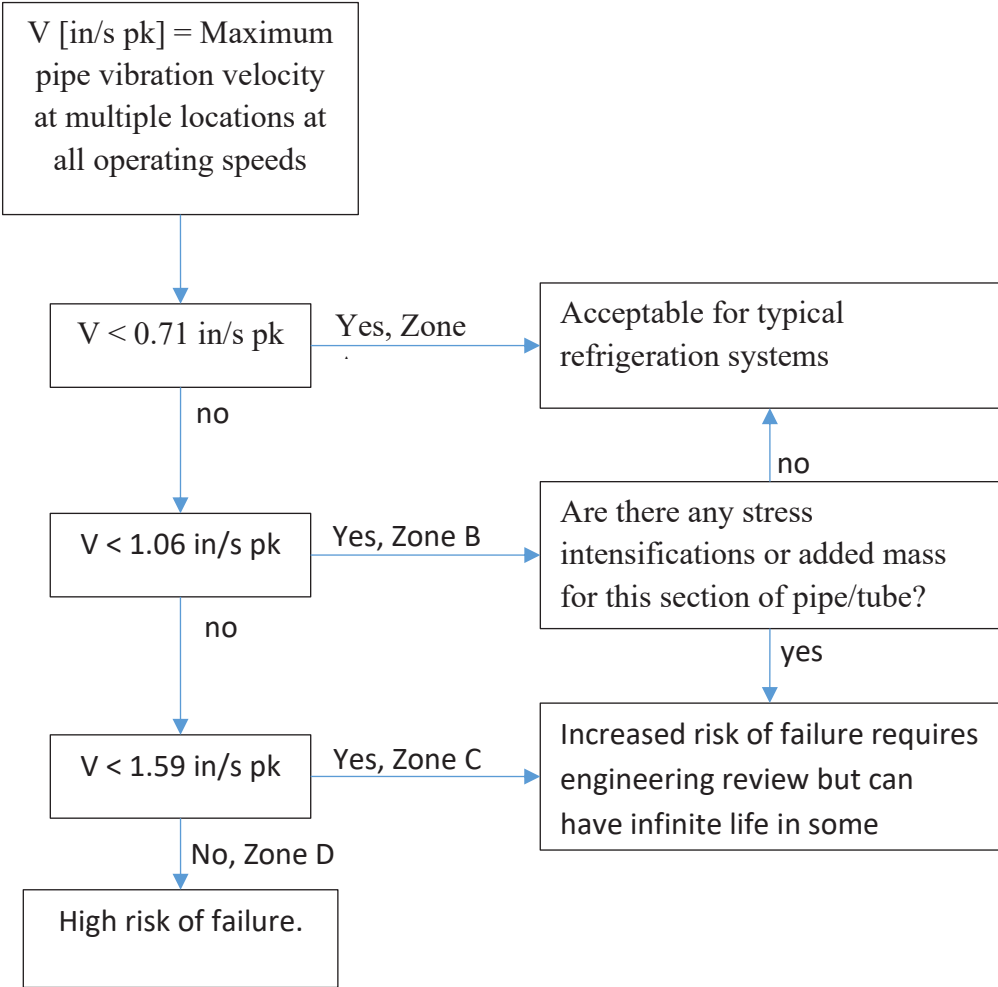 V [in/s pk] = Maximum
pipe vibration velocity
at multiple locations at
all operating speeds
V < 0.71 in/s pk
Yes, Zone
Acceptable for typical
refrigeration systems
no
no
V < 1.06 in/s pk
Yes, Zone B
Are there any stress
intensifications or added mass
for this section of pipe/tube?
no
yes
V < 1.59 in/s pk
Yes, Zone C
Increased risk of failure requires
engineering review but can
have infinite life in some
No, Zone D
High risk of failure.